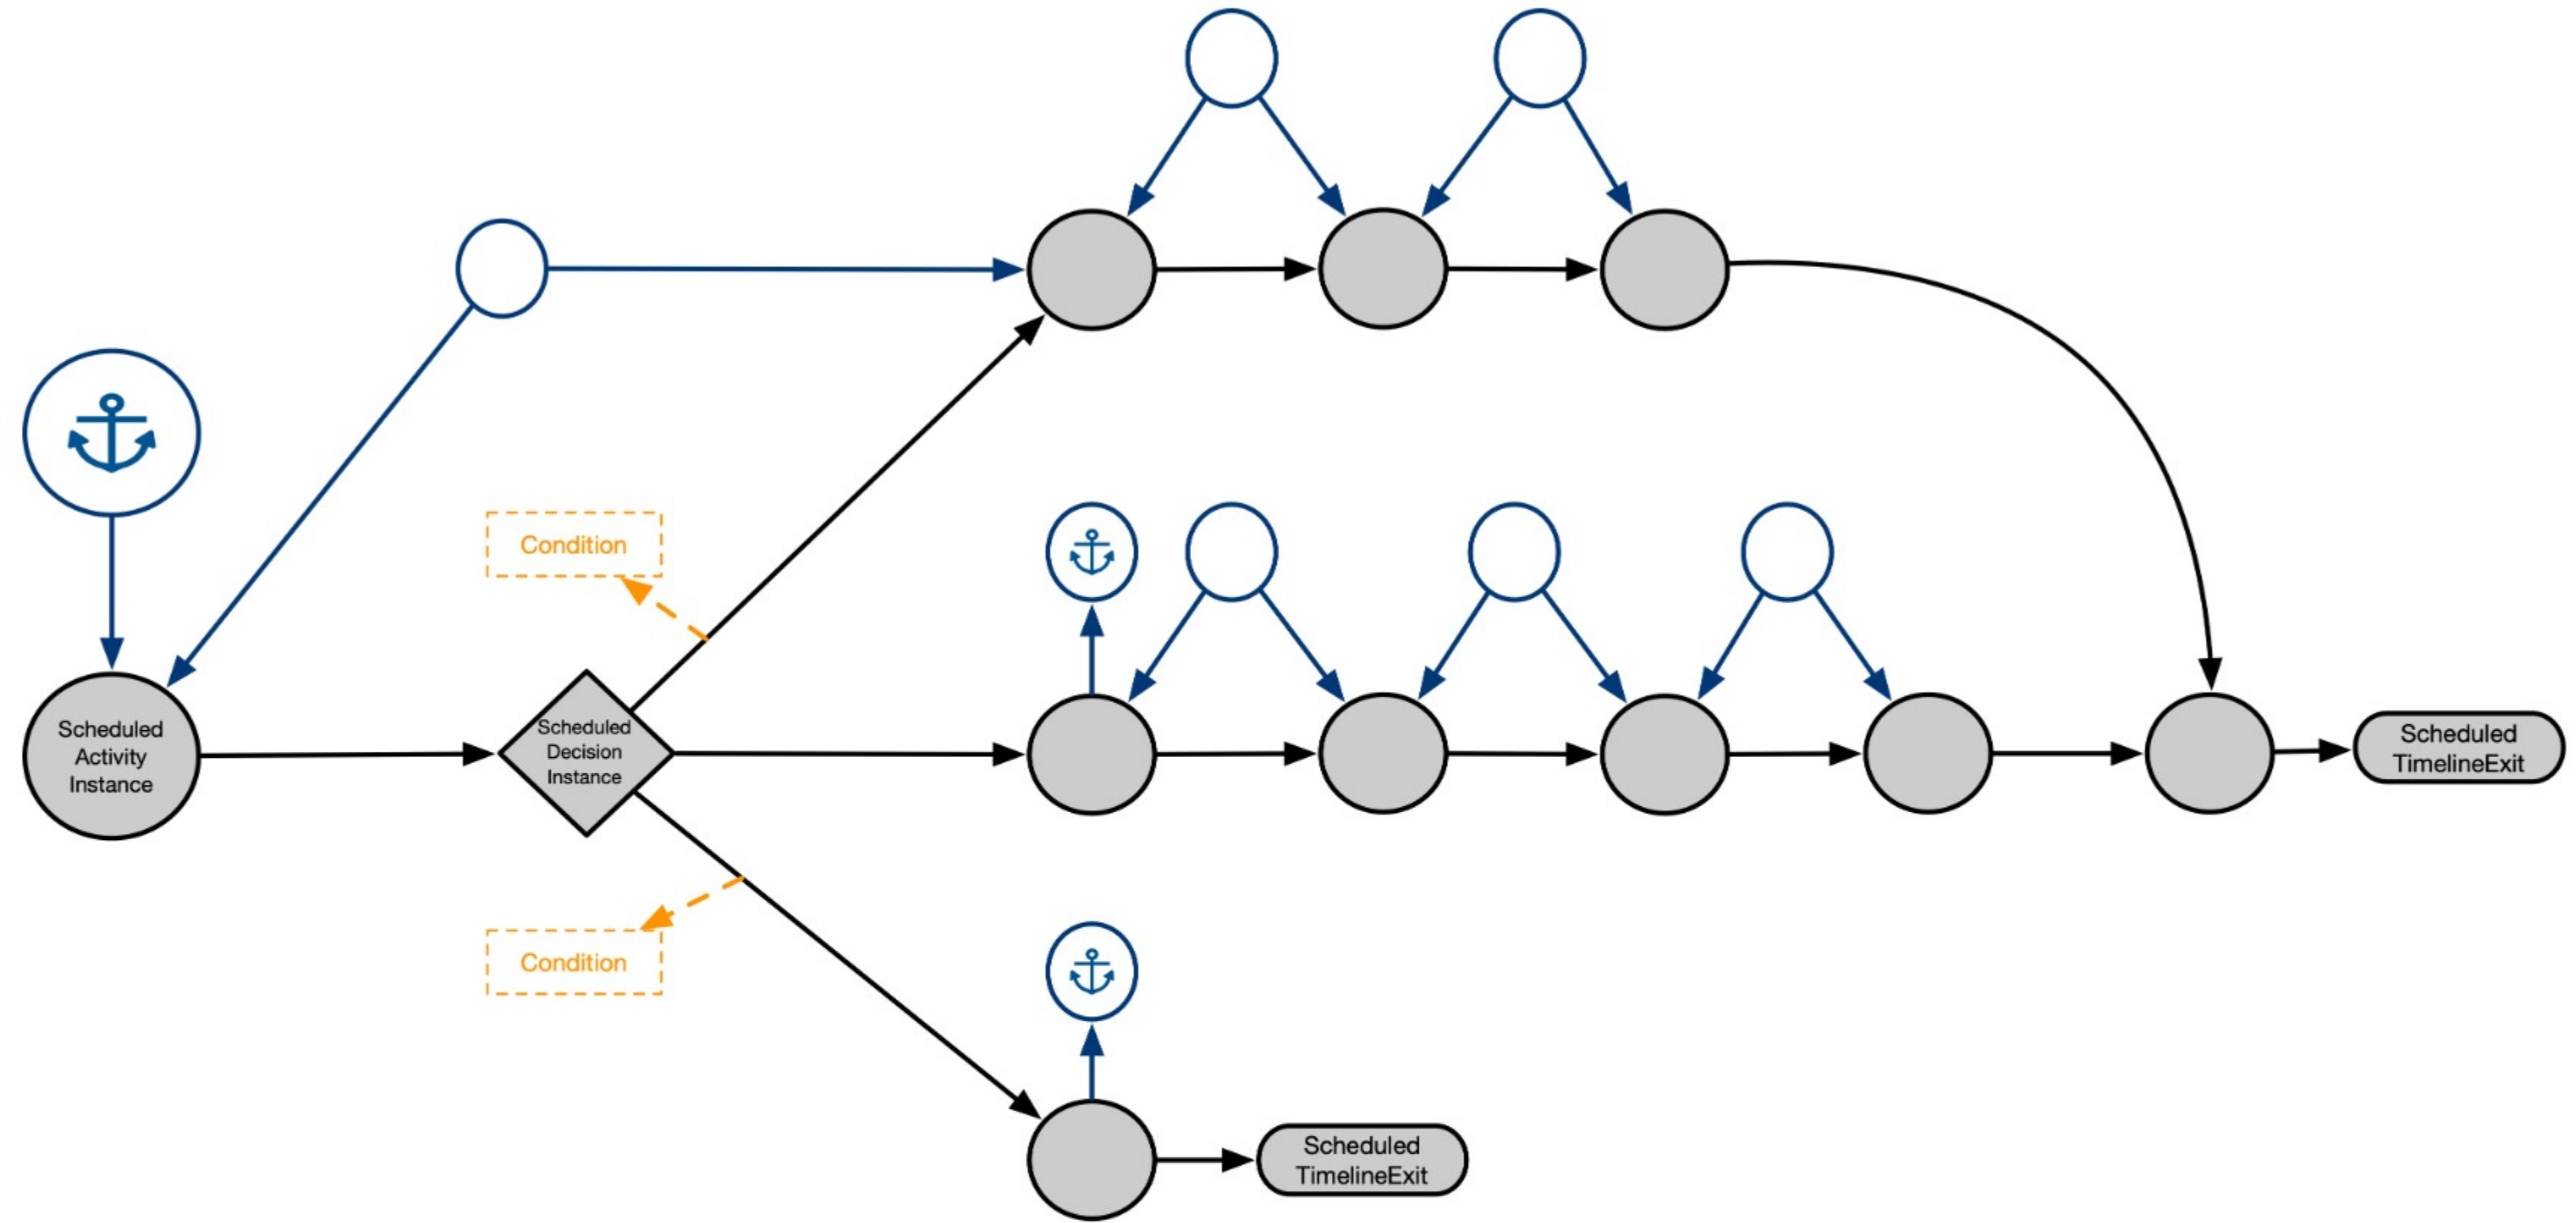 Condition
Scheduled
Activity
Instance
Scheduled
Decision
Instance
Scheduled
TimelineExit
Condition
Scheduled
TimelineExit